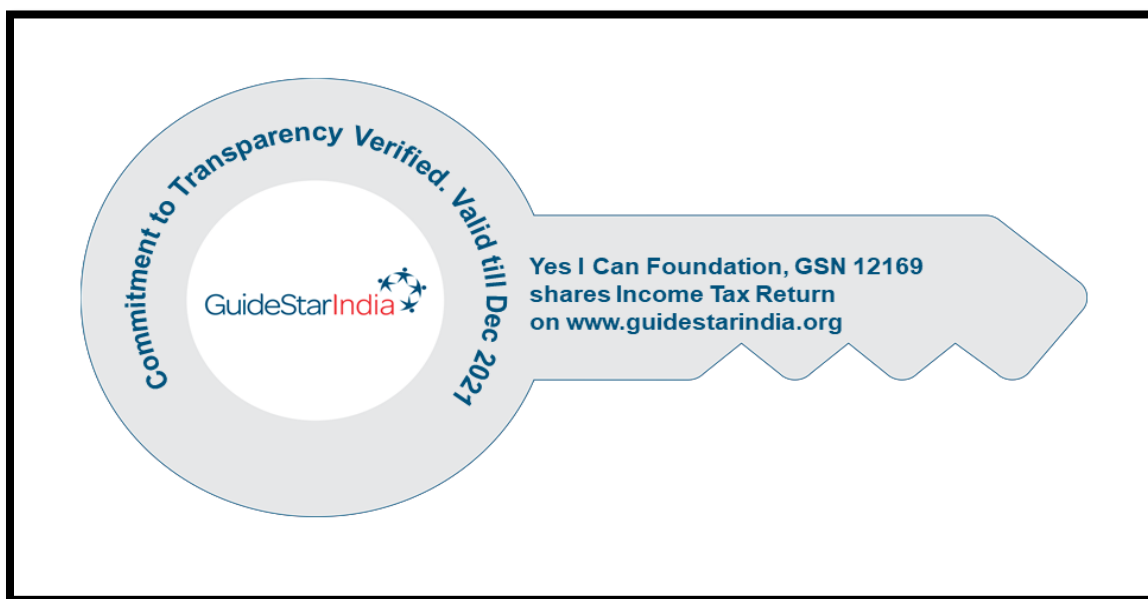 Commitment to Transparency Verified. Valid till Dec 2021
GuideStarIndia
Yes I Can Foundation, GSN 12169
shares Income Tax Return
on www.guidestarindia.org